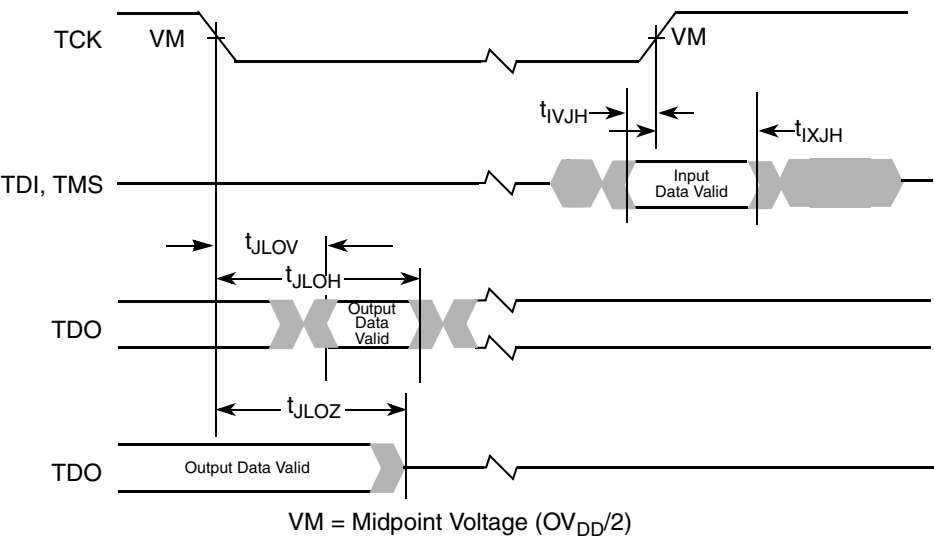 TCK
VM
VM
tIVJH
tIXJH
TDI, TMS
Input
Data Valid
tJLOV
tJLOH
TDO
Output
Data
Valid
tJLOZ
TDO
Output Data Valid
VM = Midpoint Voltage (OVDD/2)